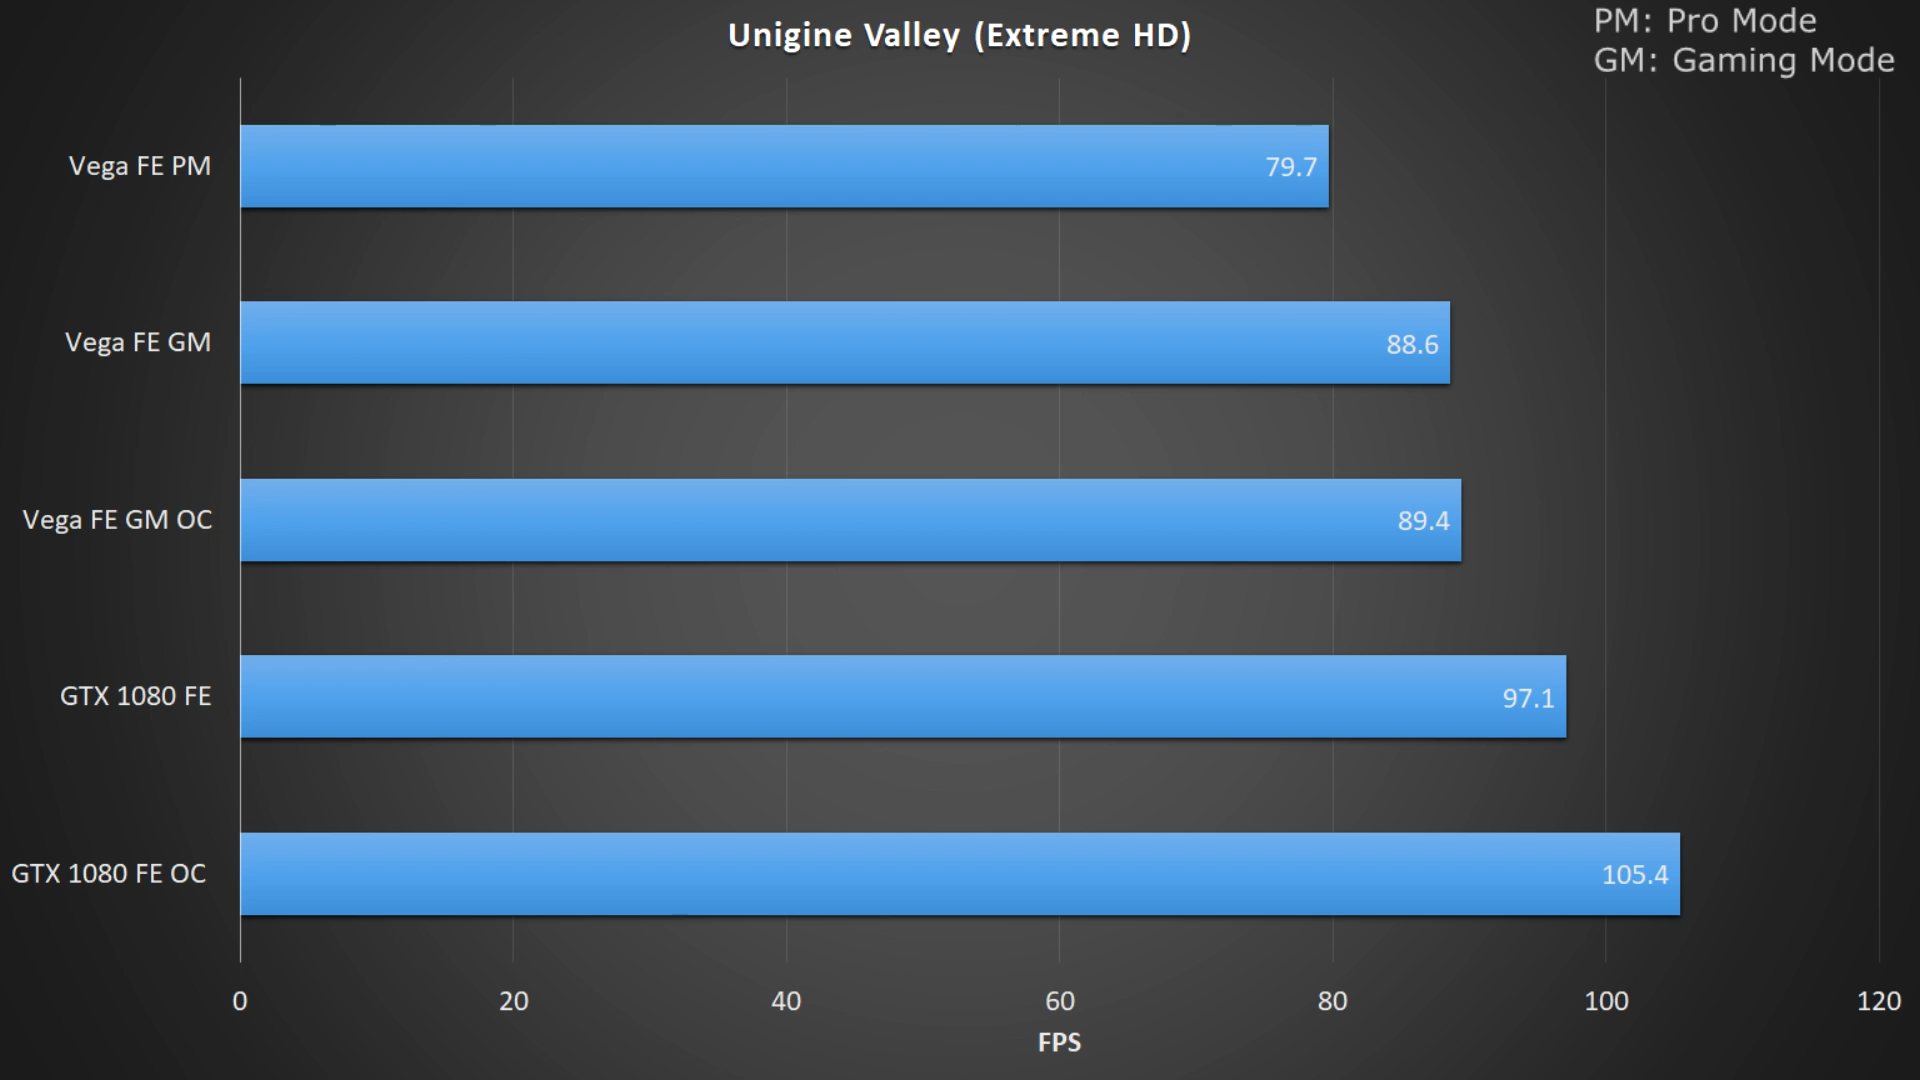 Unigine Valley (Extreme HD)
PM: Pro Mode
GM: Gaming Mode
Vega FE PM
79.7
Vega FE GM
88.6
Vega FE GM OC
89.4
GTX 1080 FE
97.1
GTX 1080 FE OC
105.4
0 20 40 60 80 100 120
FPS